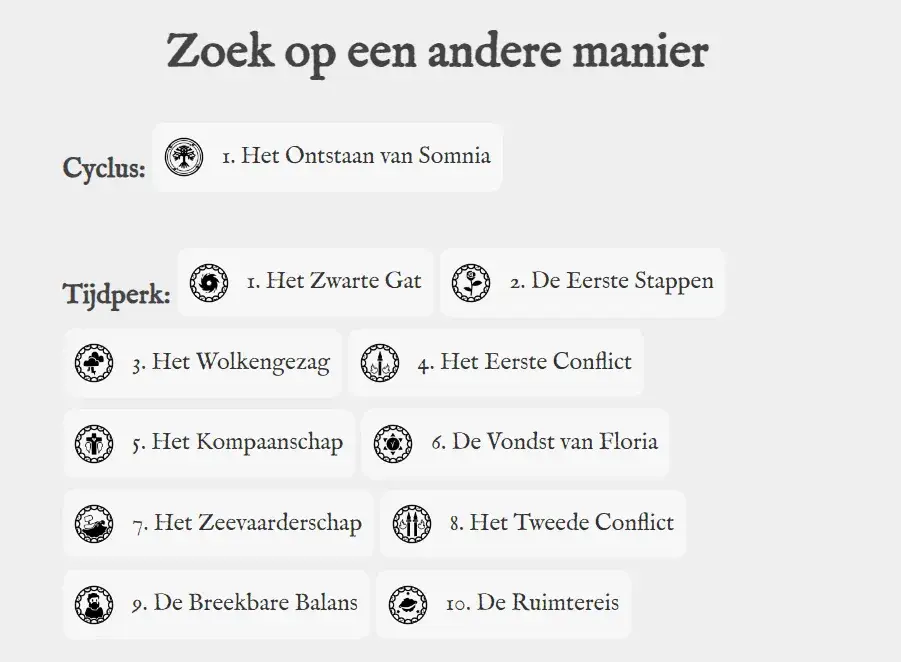 Zoek op een andere manier
Cyclus: 1. Het Ontstaan van Somnia
Tijdperk: 1. Het Zwarte Gat 2. De Eerste Stappen
3. Het Wolkengezag 4. Het Eerste Conflict
5. Het Kompaanschap 6. De Vondst van Floria
7. Het Zeevaarderschap 8. Het Tweede Conflict
9. De Breekbare Balans 10. De Ruimtereis